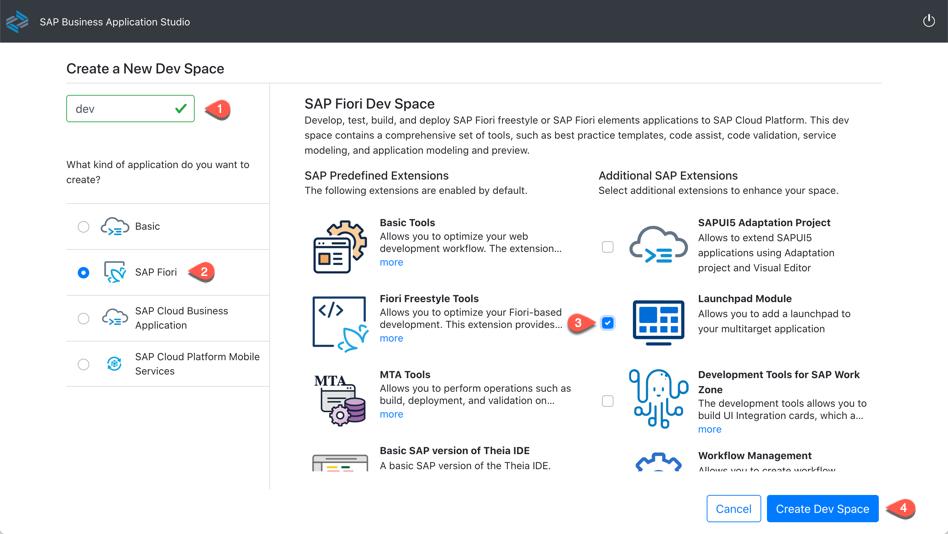 SAP Business Application Studio
Create a New Dev Space
dev
1
What kind of application do you want to
create?
Basic
SAP Fiori
2
SAP Cloud Business
Application
SAP Cloud Platform Mobile
Services
SAP Fiori Dev Space
Develop, test, build, and deploy SAP Fiori freestyle or SAP Fiori elements applications to SAP Cloud Platform. This dev
space contains a comprehensive set of tools, such as best practice templates, code assist, code validation, service
modeling, and application modeling and preview.
SAP Predefined Extensions
The following extensions are enabled by default.
Basic Tools
Allows you to optimize your web
development workflow. The extension...
more
Fiori Freestyle Tools
Allows you to optimize your Fiori-based
development. This extension provides...
more
MTA
MTA Tools
Allows you to perform operations such as
build, deployment, and validation on...
more
Basic SAP version of Theia IDE
A basic SAP version of the Theia IDE.
Additional SAP Extensions
Select additional extensions to enhance your space.
SAPUI5 Adaptation Project
Allows to extend SAPUI5
applications using Adaptation
project and Visual Editor
3
Launchpad Module
Allows you to add a launchpad to
your multitarget application
Development Tools for SAP Work
Zone
The development tools allows you to
build UI Integration cards, which a...
more
Workflow Management
Allows you to create workflow
Cancel
Create Dev Space
4